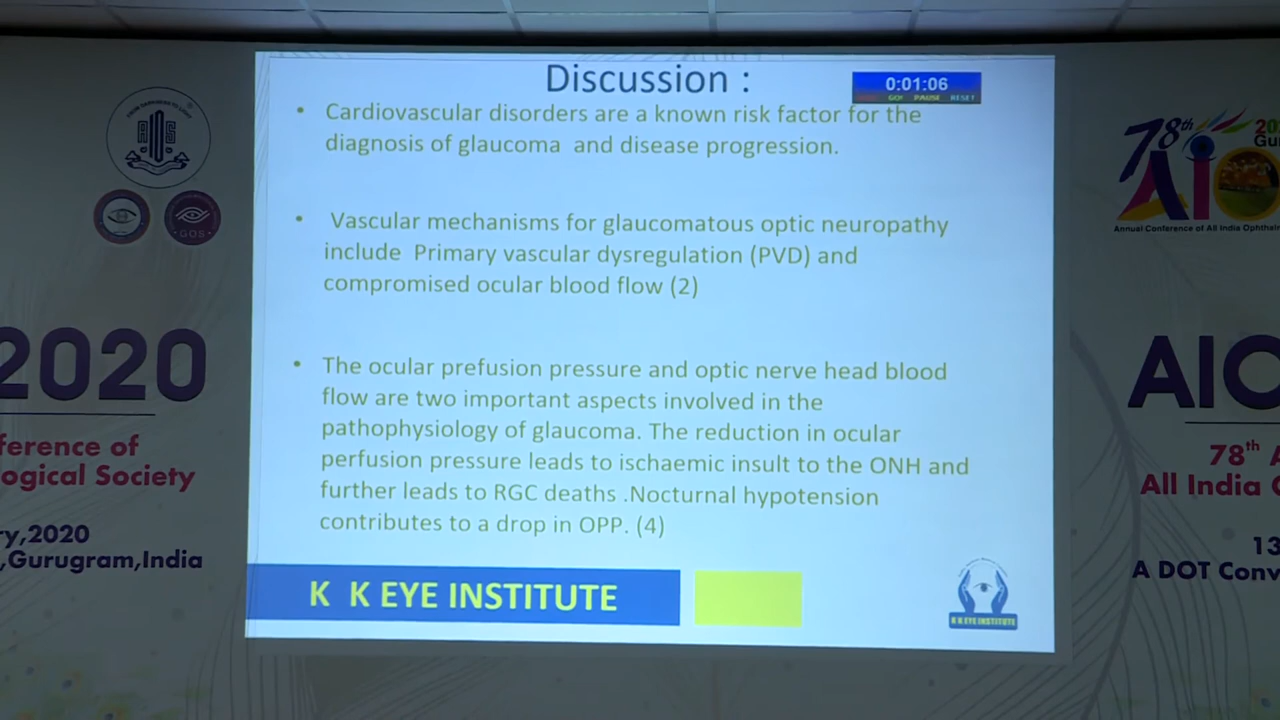 Discussion :
0:01:06
GO! PAUSE RESET
• Cardiovascular disorders are a known risk factor for the
diagnosis of glaucoma and disease progression.
• Vascular mechanisms for glaucomatous optic neuropathy
include Primary vascular dysregulation (PVD) and
compromised ocular blood flow (2)
• The ocular prefusion pressure and optic nerve head blood
flow are two important aspects involved in the
pathophysiology of glaucoma. The reduction in ocular
perfusion pressure leads to ischaemic insult to the ONH and
further leads to RGC deaths .Nocturnal hypotension
contributes to a drop in OPP. (4)
K K EYE INSTITUTE
K K EYE INSTITUTE
GOS
2020
ference of
ogical Society
ry,2020
,Gurugram,India
78th
AIO
20
Gu
Annual Conference of All India Ophthal
AIO
78th A
All India
13
A DOT Conv